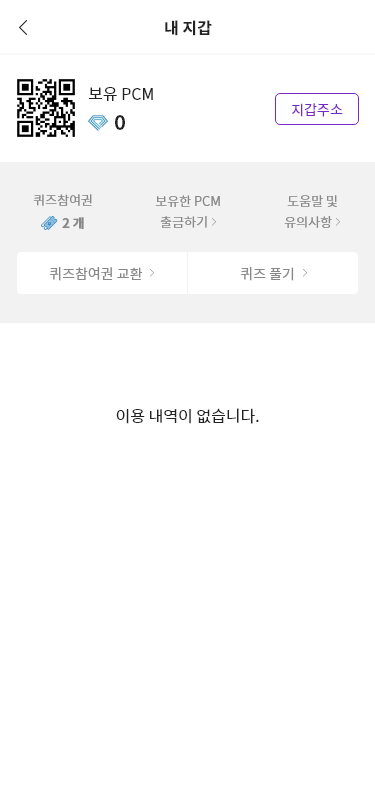 내 지갑
보유 PCM
0
지갑주소
퀴즈참여권
2 개
보유한 PCM
출금하기
도움말 및
유의사항
퀴즈참여권 교환
퀴즈 풀기
이용 내역이 없습니다.